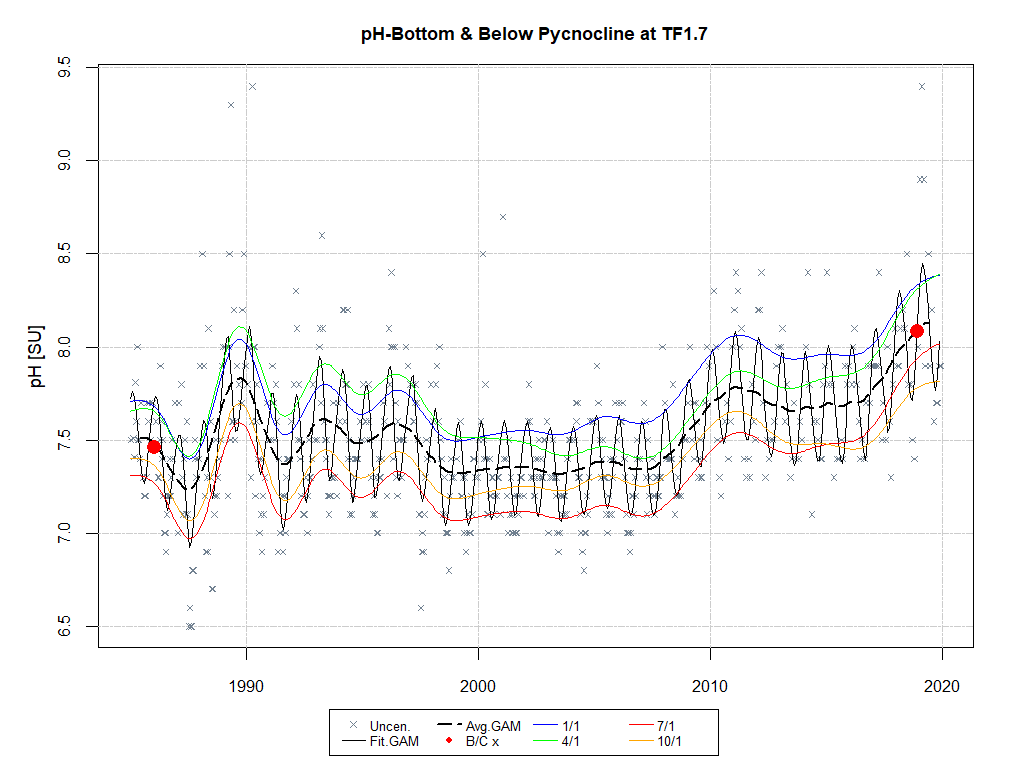 pH-Bottom & Below Pycnocline at TF1.7
pH [SU]
9.5
9.0
8.5
8.0
7.5
7.0
6.5
1990 2000 2010 2020
Uncen. Avg.GAM 1/1 7/1
Fit.GAM B/C x 4/1 10/1